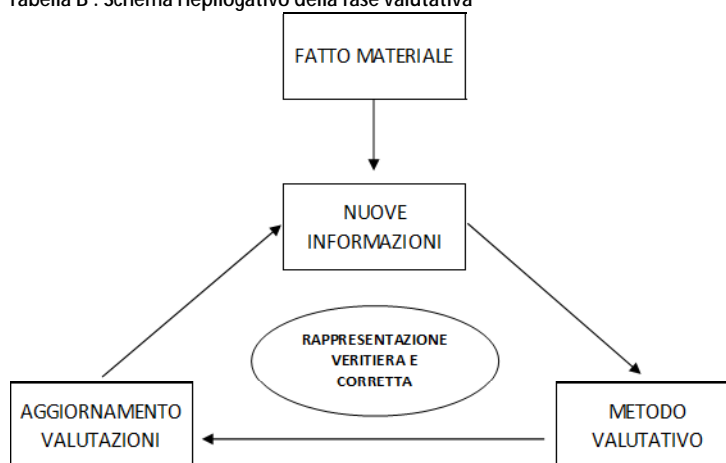 Tabella B : Schema riepilogativo della fase valutativa
FATTO MATERIALE
NUOVE
INFORMAZIONI
RAPPRESENTAZIONE
VERITIERA E
CORRETTA
AGGIORNAMENTO
VALUTAZIONI
METODO
VALUTATIVO